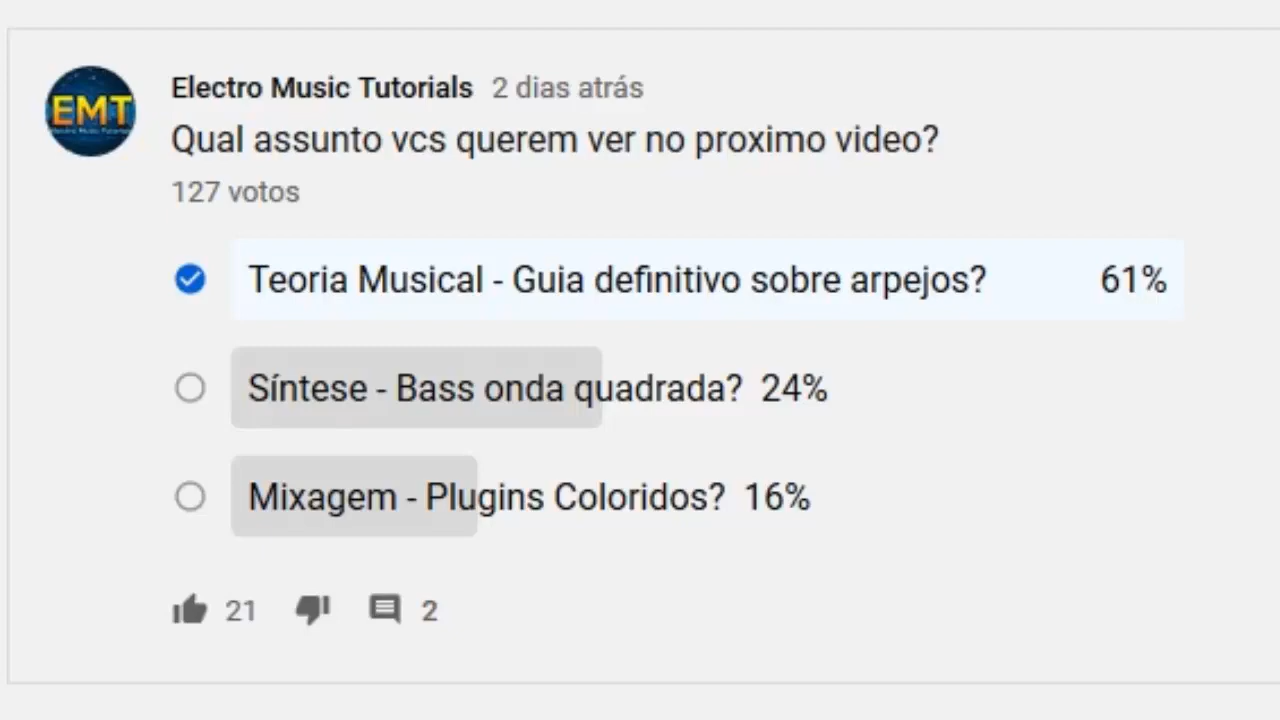 EMT
Electro Music Tutorials 2 dias atrás
Qual assunto vcs querem ver no proximo video?
127 votos
Teoria Musical - Guia definitivo sobre arpejos? 61%
Síntese - Bass onda quadrada? 24%
Mixagem - Plugins Coloridos? 16%
21 2